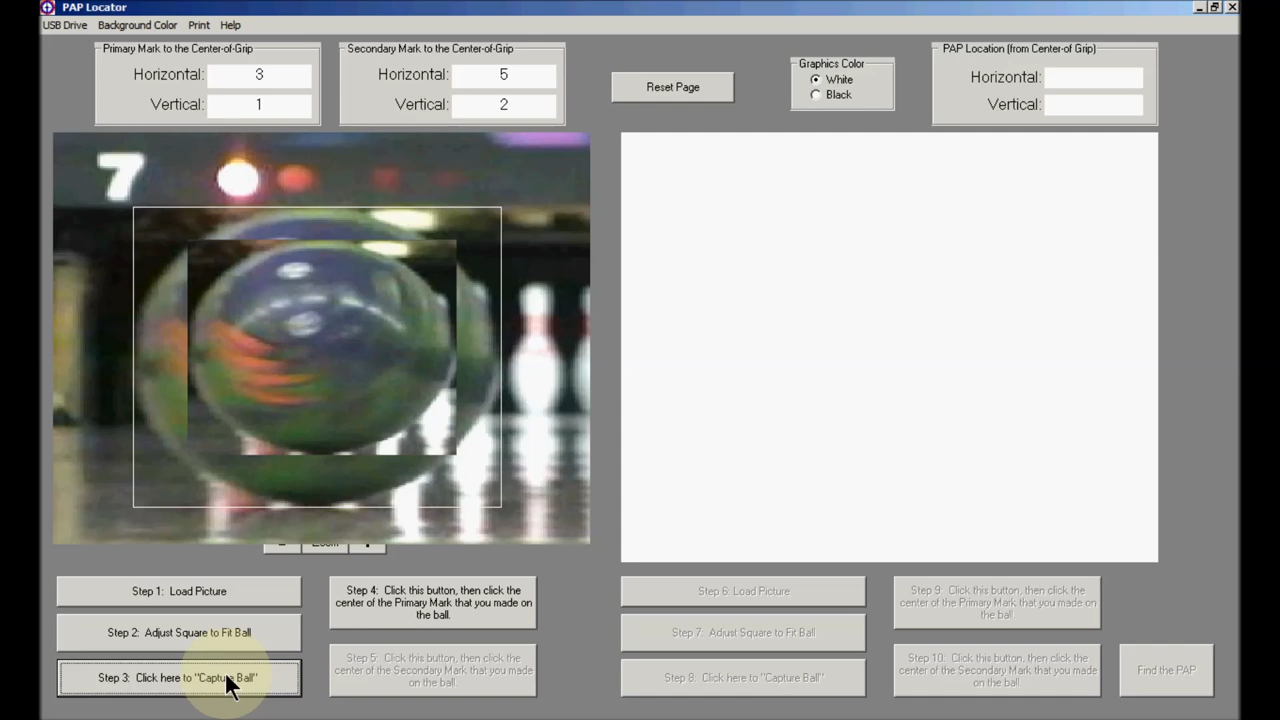 PAP Locator
USB Drive Background Color Print Help
Primary Mark to the Center-of-Grip
Horizontal: 3
Vertical: 1
Secondary Mark to the Center-of-Grip
Horizontal: 5
Vertical: 2
Reset Page
Graphics Color
White
Black
PAP Location (from Center-of Grip)
Horizontal:
Vertical:
7
Step 1: Load Picture
Step 2: Adjust Square to Fit Ball
Step 3: Click here to "Capture Ball"
Step 4: Click this button, then click the
center of the Primary Mark that you made on
the ball.
Step 5: Click this button, then click the
center of the Secondary Mark that you made
on the ball.
Step 6: Load Picture
Step 7: Adjust Square to Fit Ball
Step 8: Click here to "Capture Ball"
Step 9: Click this button, then click the
center of the Primary Mark that you made on
the ball
Step 10: Click this button, then click the
center of the Secondary Mark that you made
on the ball.
Find the PAP